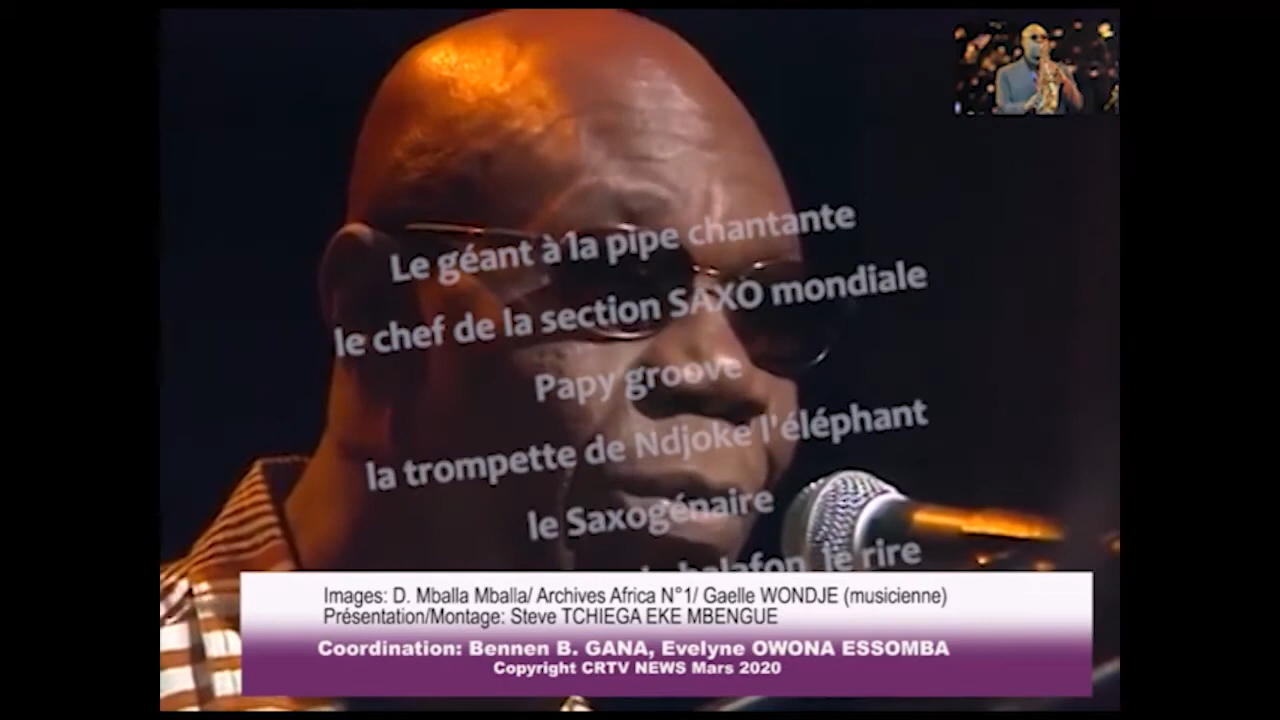 Le géant à la pipe chantante
le chef de la section SAXO mondiale
Papy groove
la trompette de Ndjoke l'éléphant
le Saxogénaire
balafon le rire
Images: D. Mballa Mballa/ Archives Africa N°1/ Gaelle WONDJE (musicienne)
Présentation/Montage: Steve TCHIEGA EKE MBENGUE
Coordination: Bennen B. GANA, Evelyne OWONA ESSOMBA
Copyright CRTV NEWS Mars 2020